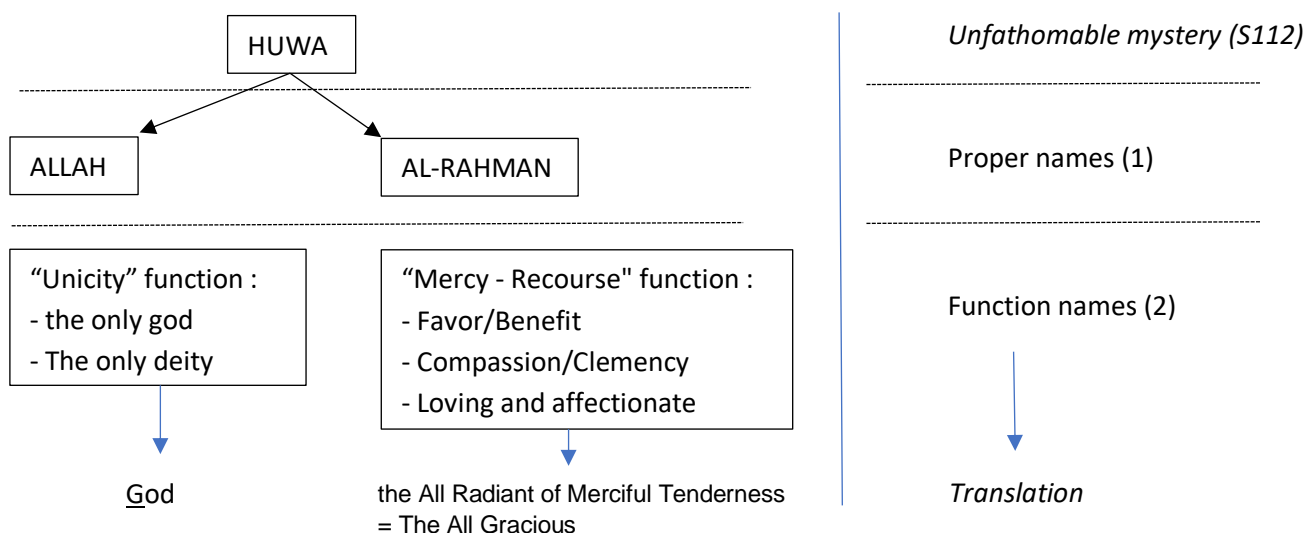 HUWA
Unfathomable mystery (S112)
ALLAH
AL-RAHMAN
Proper names (1)
“Unicity” function :
- the only god
- The only deity
“Mercy - Recourse" function :
- Favor/Benefit
- Compassion/Clemency
- Loving and affectionate
Function names (2)
God
the All Radiant of Merciful Tenderness
= The All Gracious
Translation